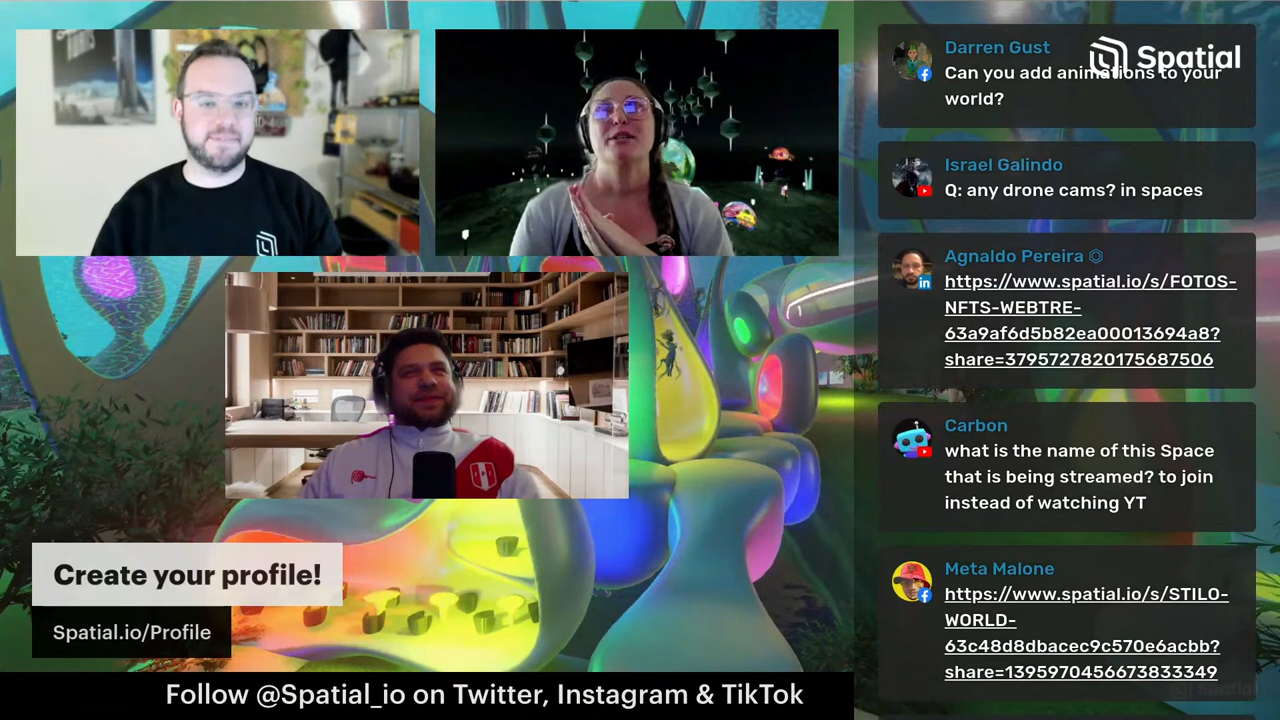 Spatial
Darren Gust
Can you add animations to your
world?
Israel Galindo
Q: any drone cams? in spaces
Agnaldo Pereira
https://www.spatial.io/s/FOTOS-
NFTS-WEBTRE-
63a9af6d5b82ea00013694a8?
share=3795727820175687506
Carbon
what is the name of this Space
that is being streamed? to join
instead of watching YT
Meta Malone
https://www.spatial.io/s/STILO-
WORLD-
63c48d8dbacec9c570e6acbb?
share=1395970456673833349
Create your profile!
Spatial.io/Profile
Follow @Spatial_io on Twitter, Instagram & TikTok